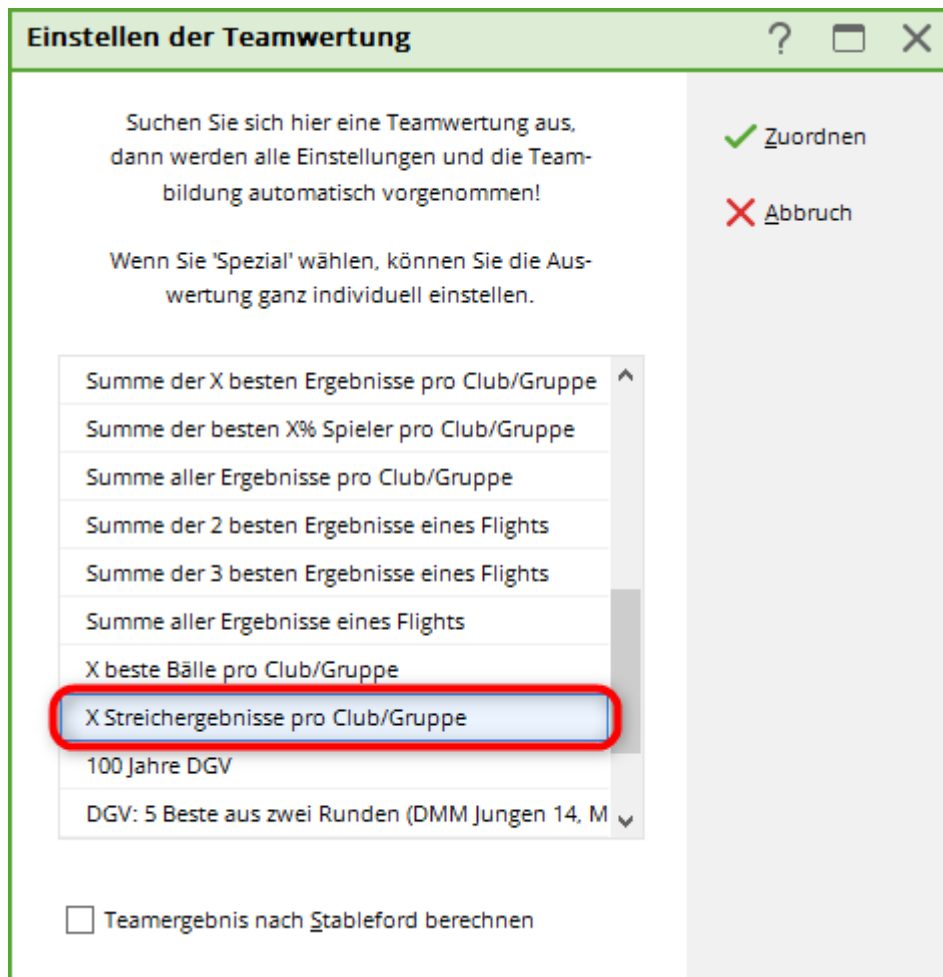 Einstellen der Teamwertung
Suchen Sie sich hier eine Teamwertung aus,
dann werden alle Einstellungen und die Team-
bildung automatisch vorgenommen!
Wenn Sie 'Spezial' wählen, können Sie die Aus-
wertung ganz individuell einstellen.
Zuordnen
Abbruch
Summe der X besten Ergebnisse pro Club/Gruppe
Summe der besten X% Spieler pro Club/Gruppe
Summe aller Ergebnisse pro Club/Gruppe
Summe der 2 besten Ergebnisse eines Flights
Summe der 3 besten Ergebnisse eines Flights
Summe aller Ergebnisse eines Flights
X beste Bälle pro Club/Gruppe
X Streichergebnisse pro Club/Gruppe
100 Jahre DGV
DGV: 5 Beste aus zwei Runden (DMM Jungen 14, M
Teamergebnis nach Stableford berechnen